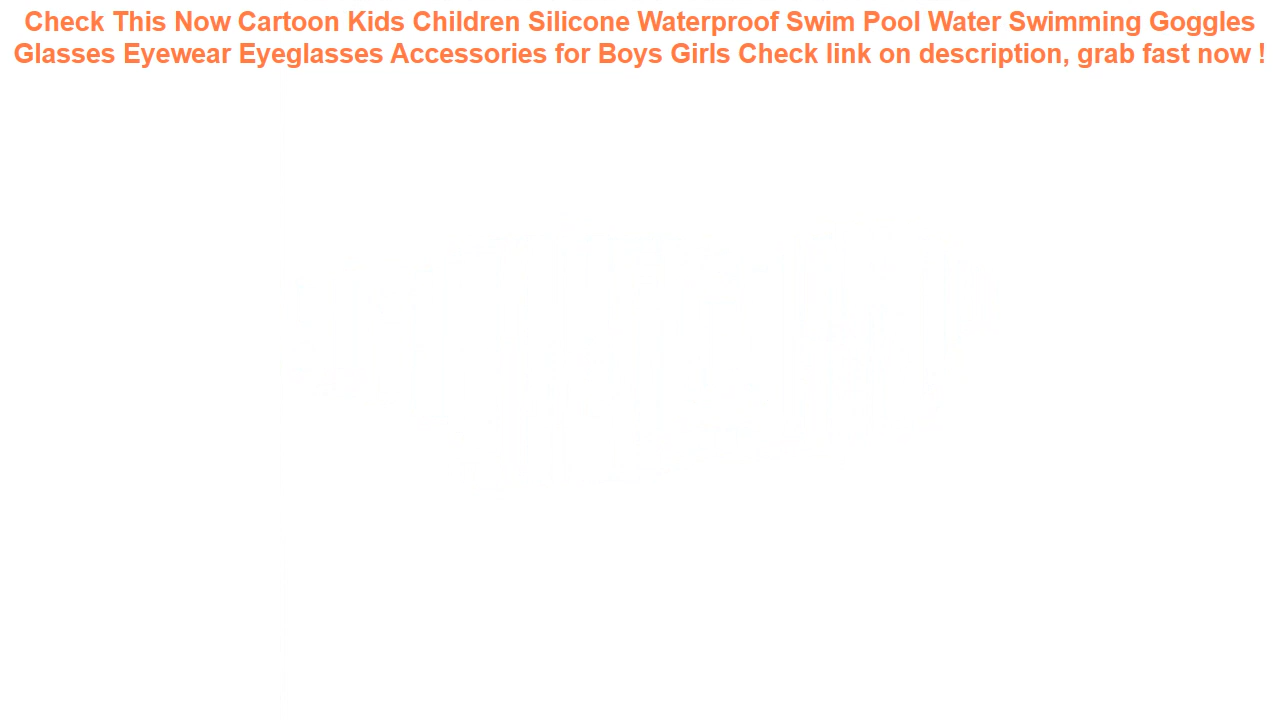 Check This Now Cartoon Kids Children Silicone Waterproof Swim Pool Water Swimming Goggles
Glasses Eyewear Eyeglasses Accessories for Boys Girls Check link on description, grab fast now !